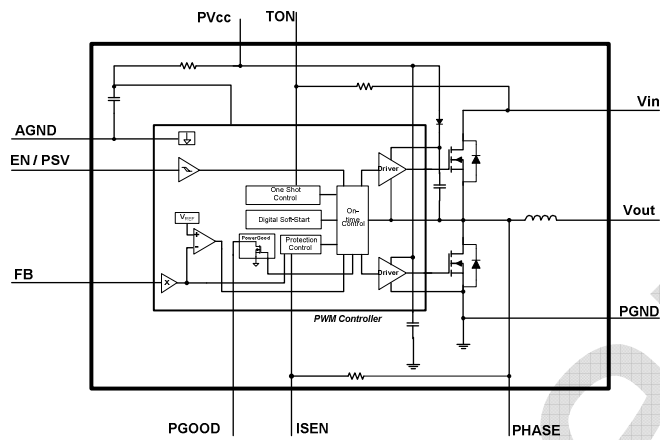 PVcc
TON
Vin
AGND
EN / PSV
Driver
One Shot
Control
On-
time
Control
Digital Soft-Start
Vout
VREF
PowerGood
Protection
Control
Driver
FB
X
PGND
PWM Controller
PGOOD
ISEN
PHASE